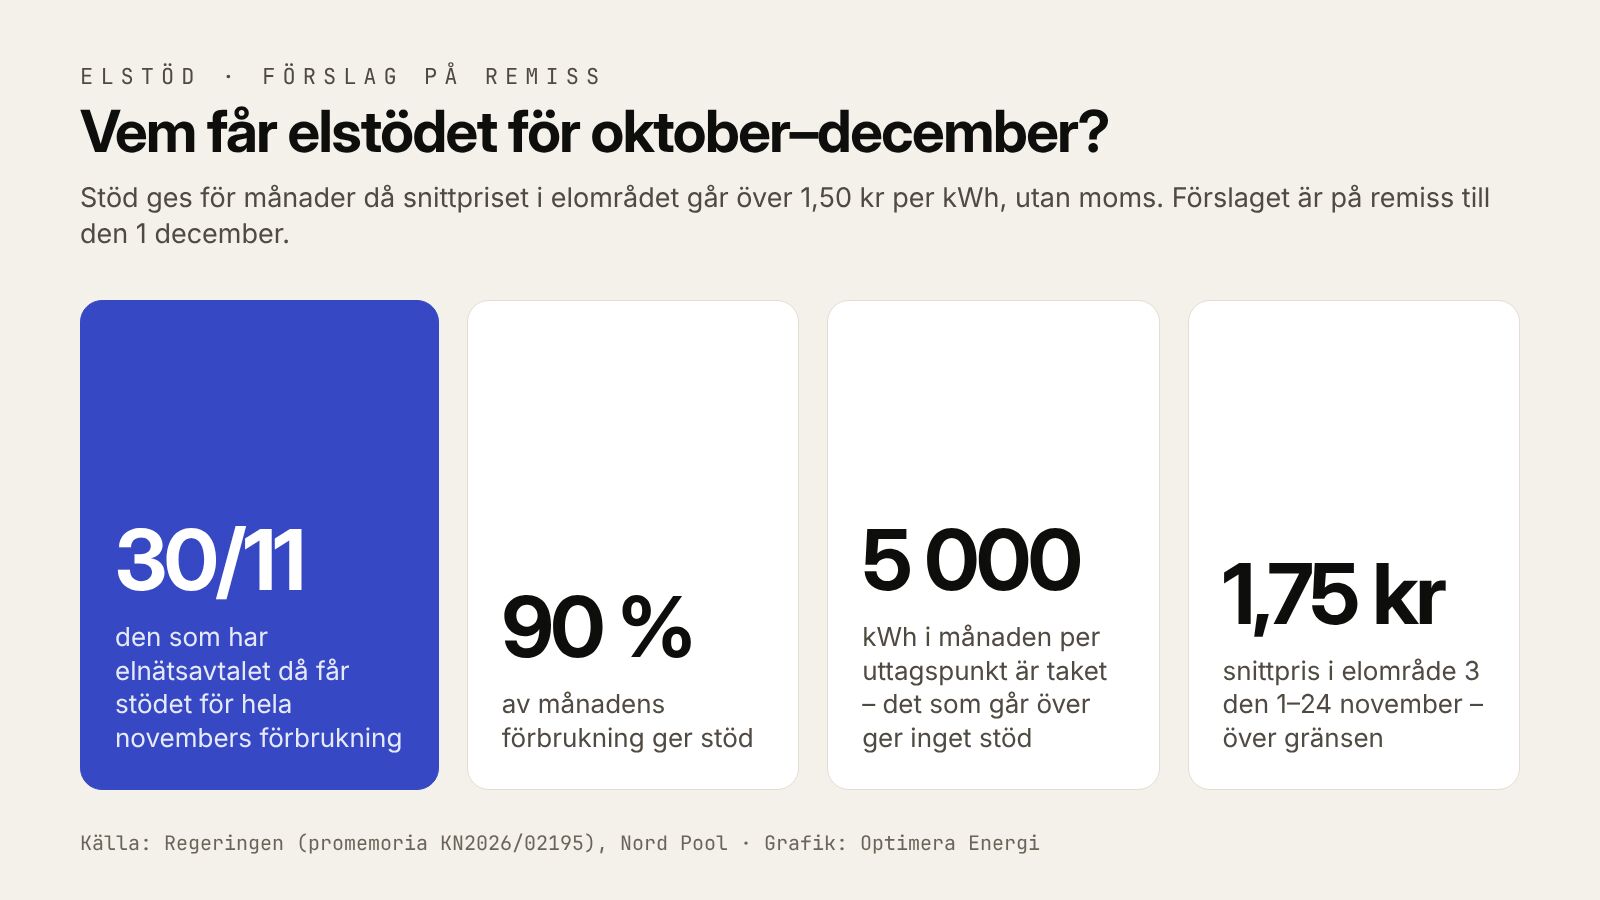 ELSTÖD · FÖRSLAG PÅ REMISS
Vem får elstödet för oktober–december?
Stöd ges för månader då snittpriset i elområdet går över 1,50 kr per kWh, utan moms. Förslaget är på remiss till
den 1 december.
30/11
den som har
elnätsavtalet då får
stödet för hela
novembers förbrukning
90 %
av månadens
förbrukning ger stöd
5 000
kWh i månaden per
uttagspunkt är taket
– det som går över
ger inget stöd
1,75 kr
snittpris i elområde 3
den 1–24 november –
över gränsen
Källa: Regeringen (promemoria KN2026/02195), Nord Pool · Grafik: Optimera Energi